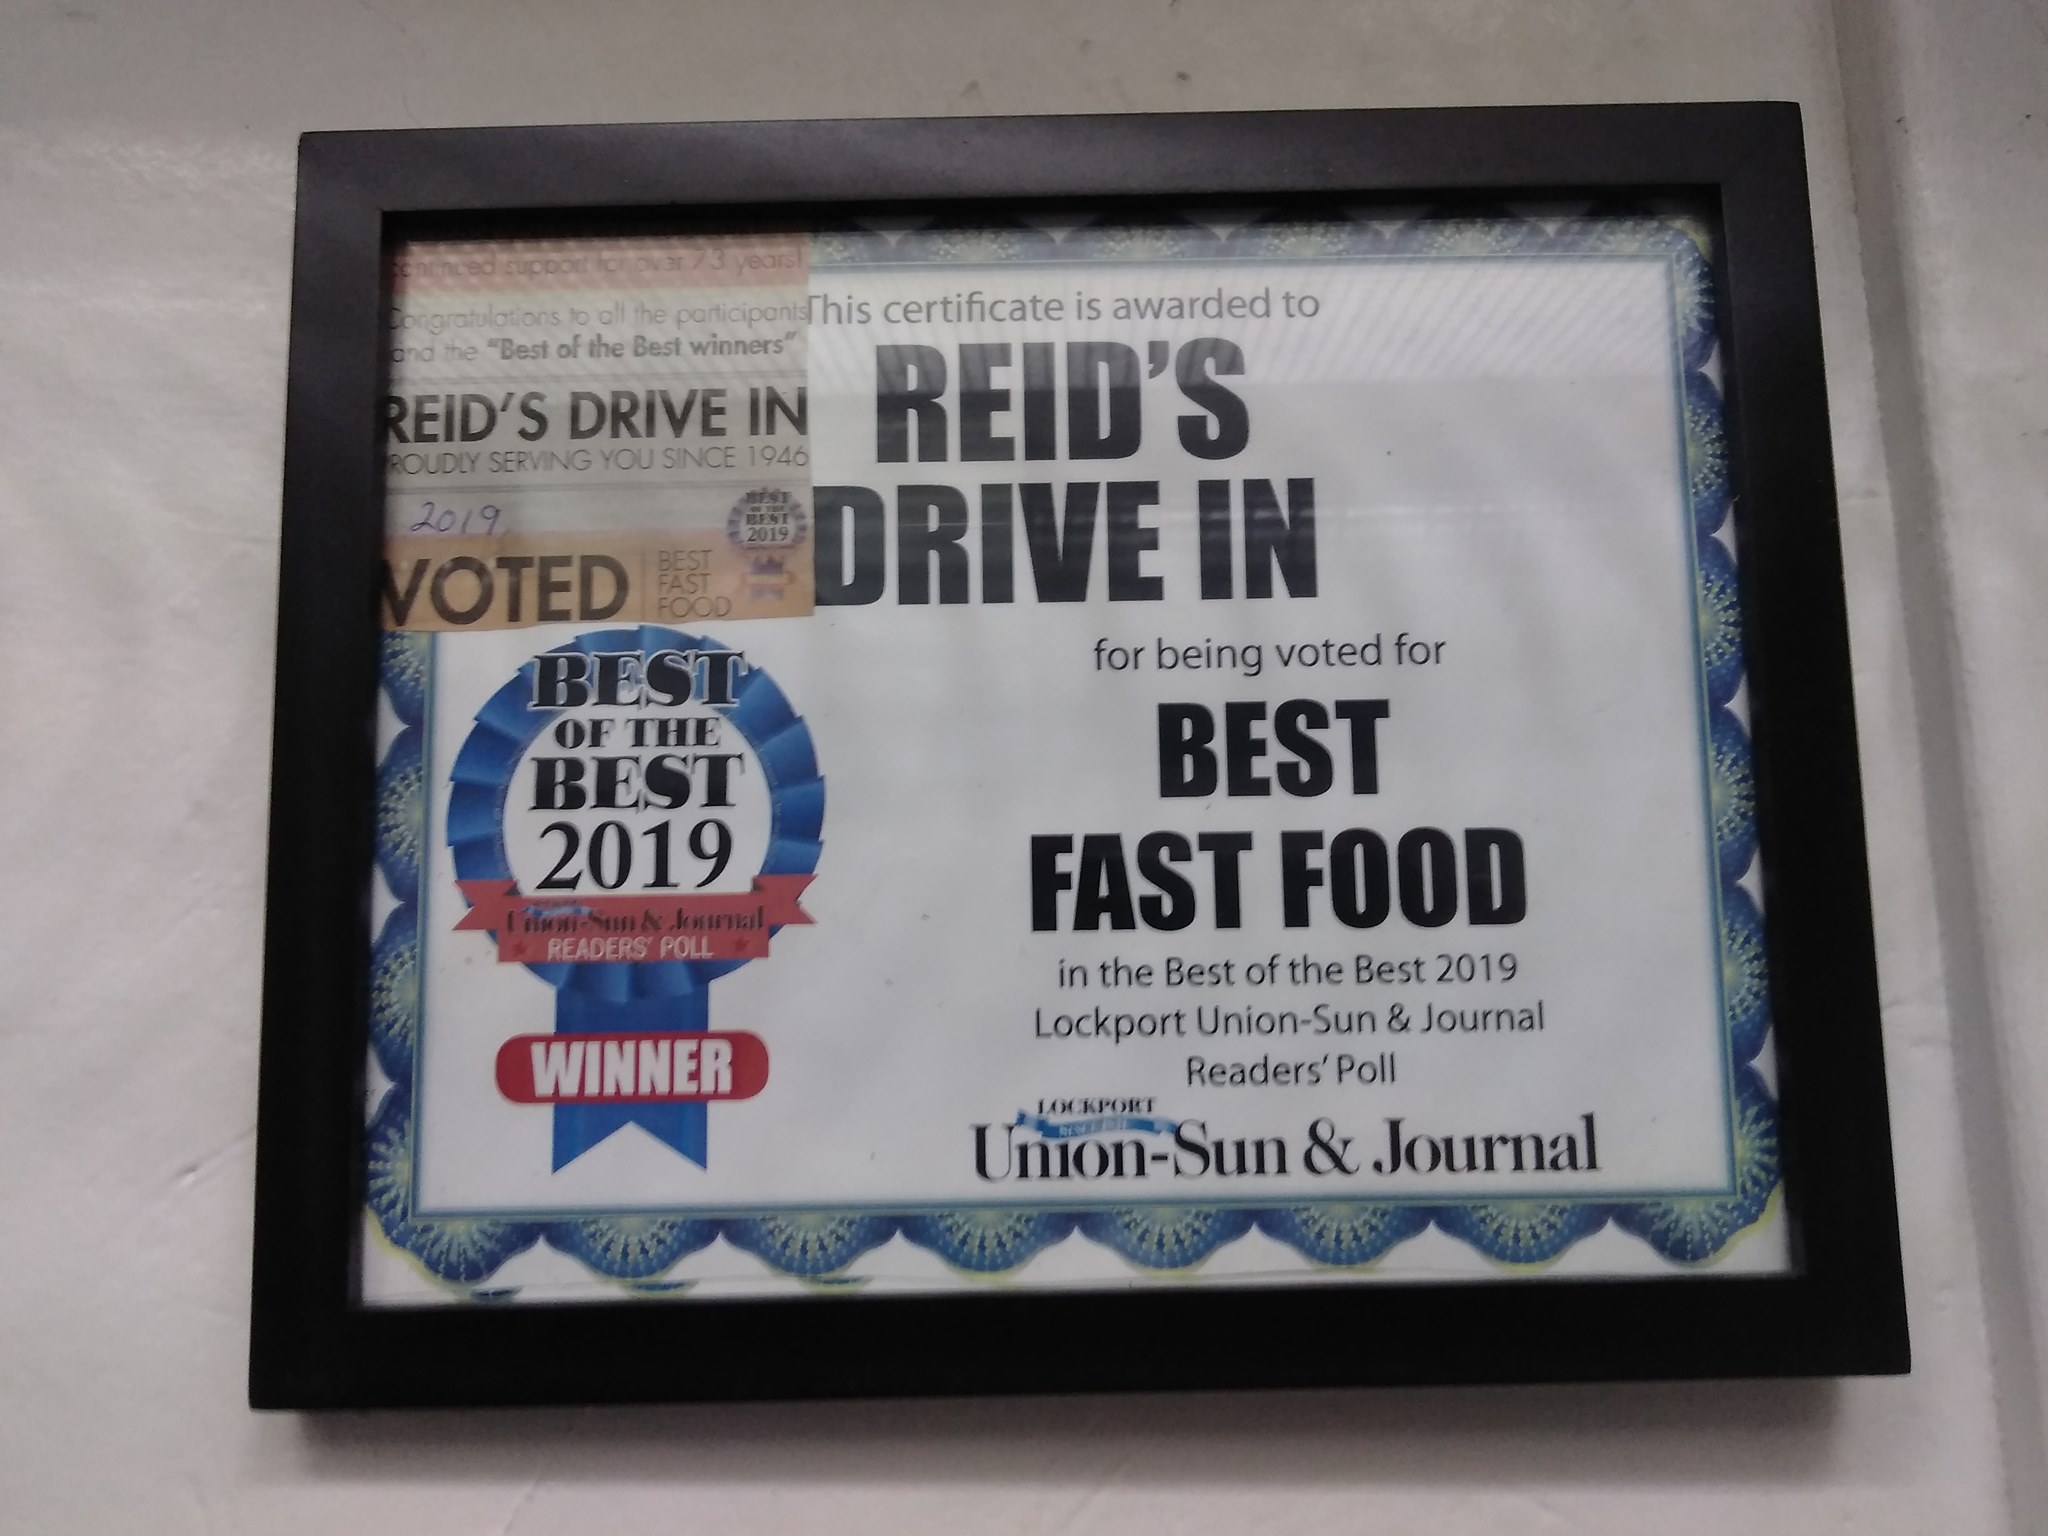 continued support for over 73 years!
Congratulations to all the participants
and the "Best of the Best winners"
REID'S DRIVE IN
PROUDLY SERVING YOU SINCE 1946
2019
BEST
OF THE
BEST
2019
VOTED
BEST
FAST
FOOD
This certificate is awarded to
REID'S
DRIVE IN
for being voted for
BEST
FAST FOOD
in the Best of the Best 2019
Lockport Union-Sun & Journal
Readers' Poll
LOCKPORT
Union-Sun & Journal
BEST
OF THE
BEST
2019
Union-Sun & Journal
READERS' POLL
WINNER